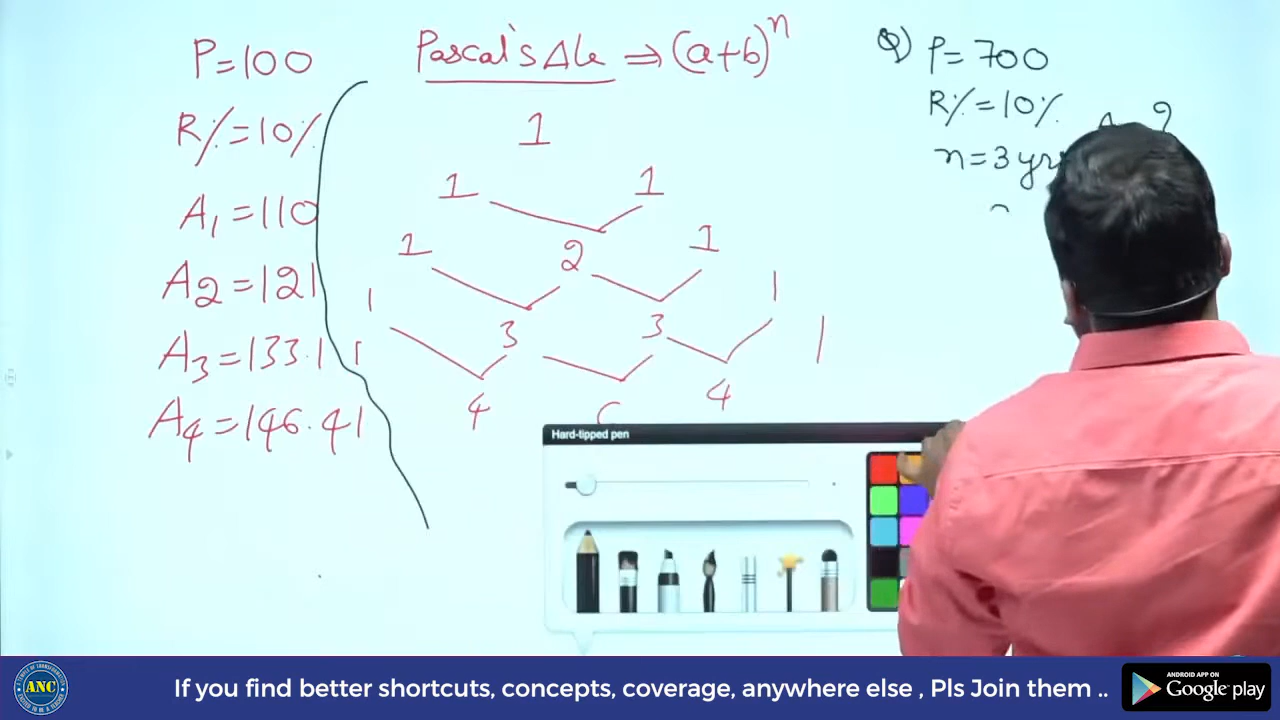 P=100
R%=10%
A1=110
A2=121
A3=133.1
A4=146.41
Pascal's Δle ⇒ (a+b)^n
1
1 1
1 2 1
1 3 3 1
1 4 6 4 1
Q) P=700
R%=10%
n=3 yrs
?
Hard-tipped pen
ANC
If you find better shortcuts, concepts, coverage, anywhere else , Pls Join them ..
ANDROID APP ON
Google play